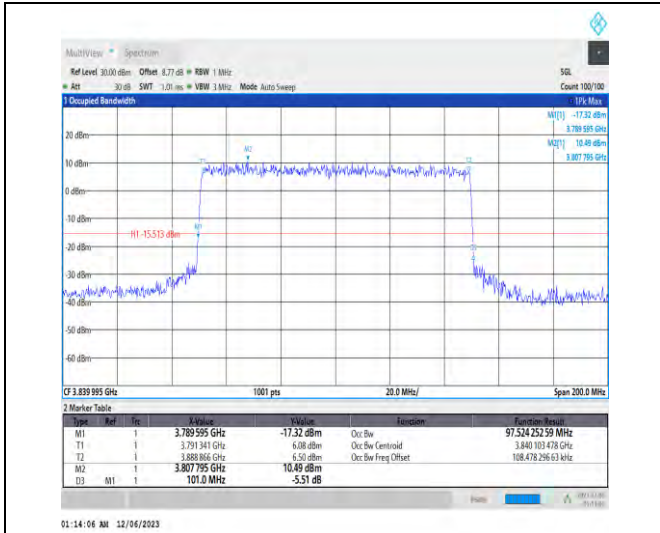 MultiView Spectrum
Ref Level 30.00 dBm Offset 8.77 dB RBW 1 MHz SGL
Att 30 dB SWT 1.01 ms VBW 3 MHz Mode Auto Sweep Count 100/100
1 Occupied Bandwidth 1Pk Max
M1[1] -17.32 dBm
3.789 595 GHz
M2[1] 10.49 dBm
3.807 795 GHz
20 dBm
M2
T1 T2
10 dBm
0 dBm
-10 dBm
M1
H1 -15.513 dBm
-20 dBm
D3
-30 dBm
-40 dBm
-50 dBm
-60 dBm
CF 3.839 995 GHz 1001 pts 20.0 MHz/ Span 200.0 MHz
2 Marker Table
Type Ref Trc X-Value Y-Value Function Function Result
M1 1 3.789 595 GHz -17.32 dBm Occ Bw 97.524 252 59 MHz
T1 1 3.791 341 GHz 6.08 dBm Occ Bw Centroid 3.840 103 478 GHz
T2 1 3.888 866 GHz 6.50 dBm Occ Bw Freq Offset 108.478 296 63 kHz
M2 1 3.807 795 GHz 10.49 dBm
D3 M1 1 101.0 MHz -5.51 dB
01:14:06 AM 12/06/2023